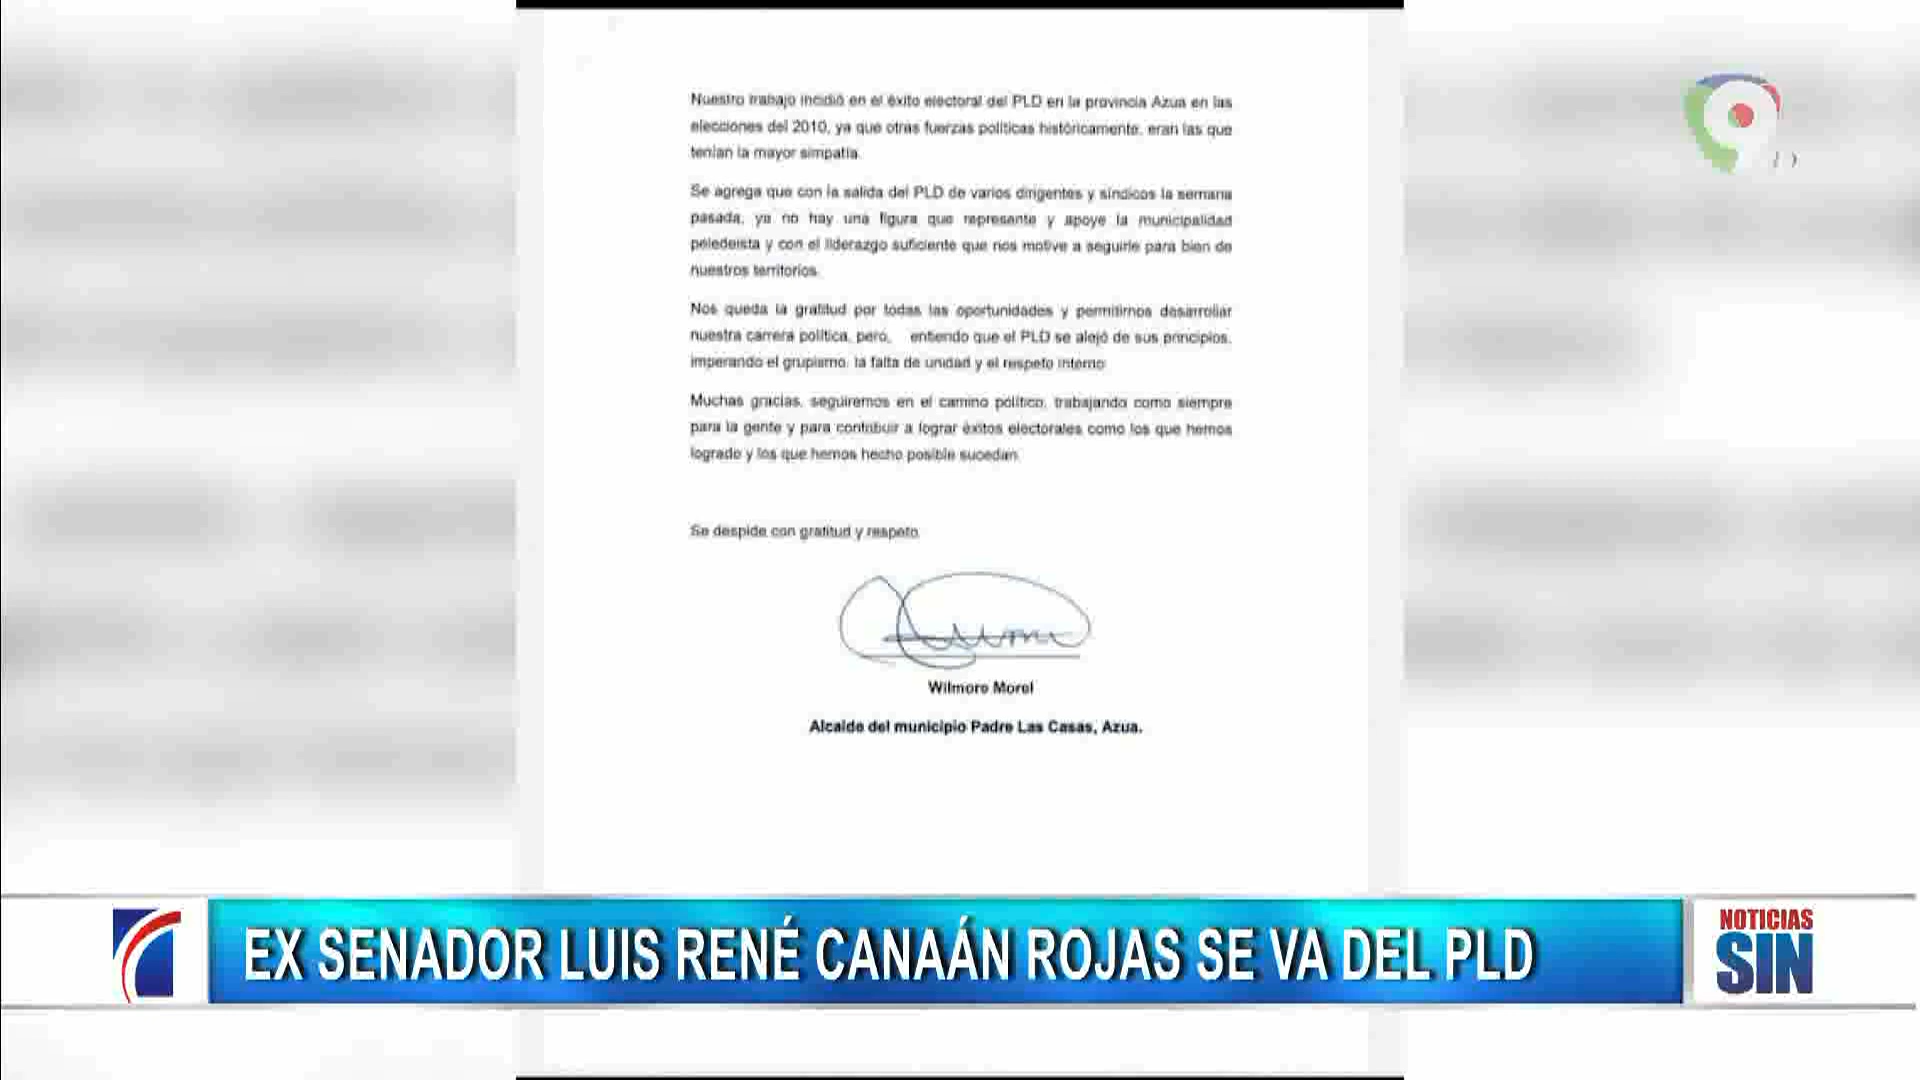 Nuestro trabajo incidió en el éxito electoral del PLD en la provincia Azua en las
elecciones del 2010, ya que otras fuerzas políticas históricamente, eran las que
tenían la mayor simpatía.
Se agrega que con la salida del PLD de varios dirigentes y síndicos la semana
pasada, ya no hay una figura que represente y apoye la municipalidad
peledeísta y con el liderazgo suficiente que nos motive a seguirle para bien de
nuestros territorios.
Nos queda la gratitud por todas las oportunidades y permitirnos desarrollar
nuestra carrera política, pero, entiendo que el PLD se alejó de sus principios,
imperando el grupismo, la falta de unidad y el respeto interno
Muchas gracias, seguiremos en el camino político, trabajando como siempre
para la gente y para contribuir a lograr éxitos electorales como los que hemos
logrado y los que hemos hecho posible sucedan.
Se despide con gratitud y respeto.
Wilmore Morel
Alcalde del municipio Padre Las Casas, Azua.
EX SENADOR LUIS RENÉ CANAÁN ROJAS SE VA DEL PLD
NOTICIAS
SIN